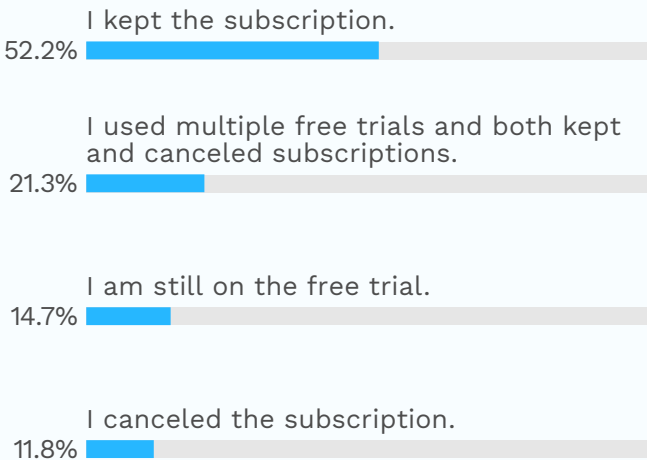 I kept the subscription.
52.2%
I used multiple free trials and both kept
and canceled subscriptions.
21.3%
I am still on the free trial.
14.7%
I canceled the subscription.
11.8%